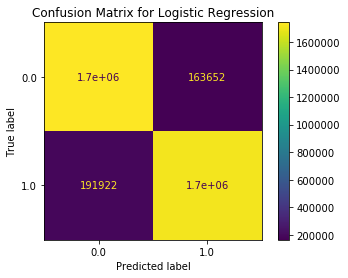 Confusion Matrix for Logistic Regression
True label
0.0
1.0
1.7e+06 163652
191922 1.7e+06
0.0 1.0
Predicted label
1600000
1400000
1200000
1000000
800000
600000
400000
200000